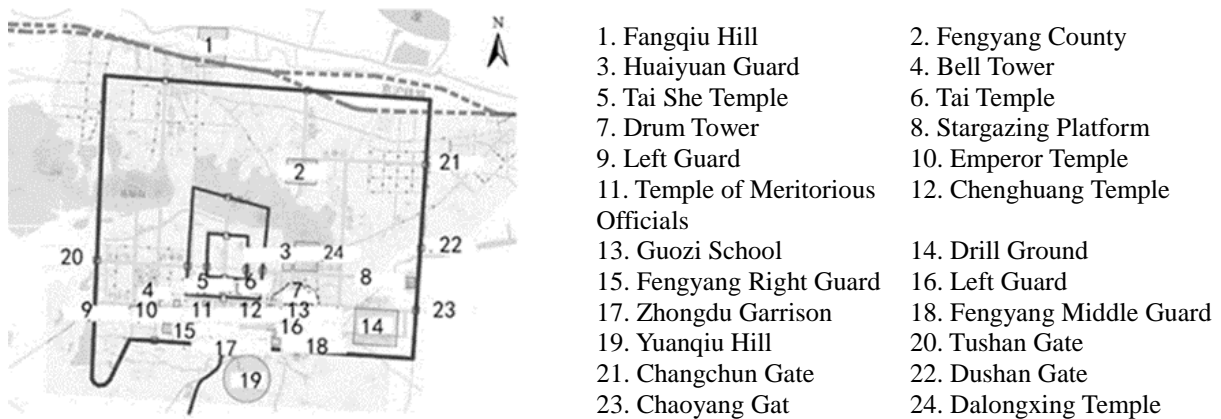 N
1
2
21
22
3
24
20
8
5
6
4
7
9
10
11
12
13
23
15
16
14
17
18
19
1. Fangqiu Hill 2. Fengyang County
3. Huaiyuan Guard 4. Bell Tower
5. Tai She Temple 6. Tai Temple
7. Drum Tower 8. Stargazing Platform
9. Left Guard 10. Emperor Temple
11. Temple of Meritorious 12. Chenghuang Temple
Officials
13. Guozi School 14. Drill Ground
15. Fengyang Right Guard 16. Left Guard
17. Zhongdu Garrison 18. Fengyang Middle Guard
19. Yuanqiu Hill 20. Tushan Gate
21. Changchun Gate 22. Dushan Gate
23. Chaoyang Gat 24. Dalongxing Temple